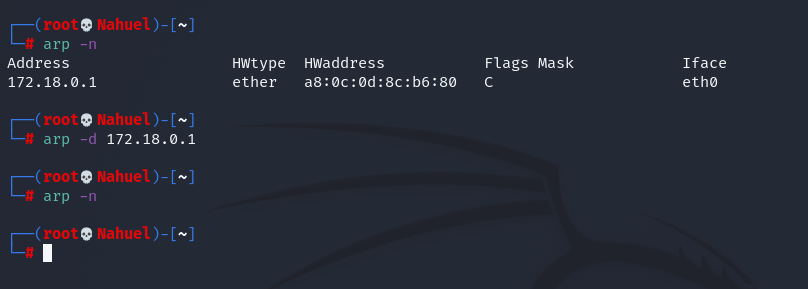 ┌──(root💀Nahuel)-[~]
└─# arp -n
Address                  HWtype  HWaddress           Flags Mask            Iface
172.18.0.1               ether   a8:0c:0d:8c:b6:80   C                     eth0
┌──(root💀Nahuel)-[~]
└─# arp -d 172.18.0.1
┌──(root💀Nahuel)-[~]
└─# arp -n
┌──(root💀Nahuel)-[~]
└─#